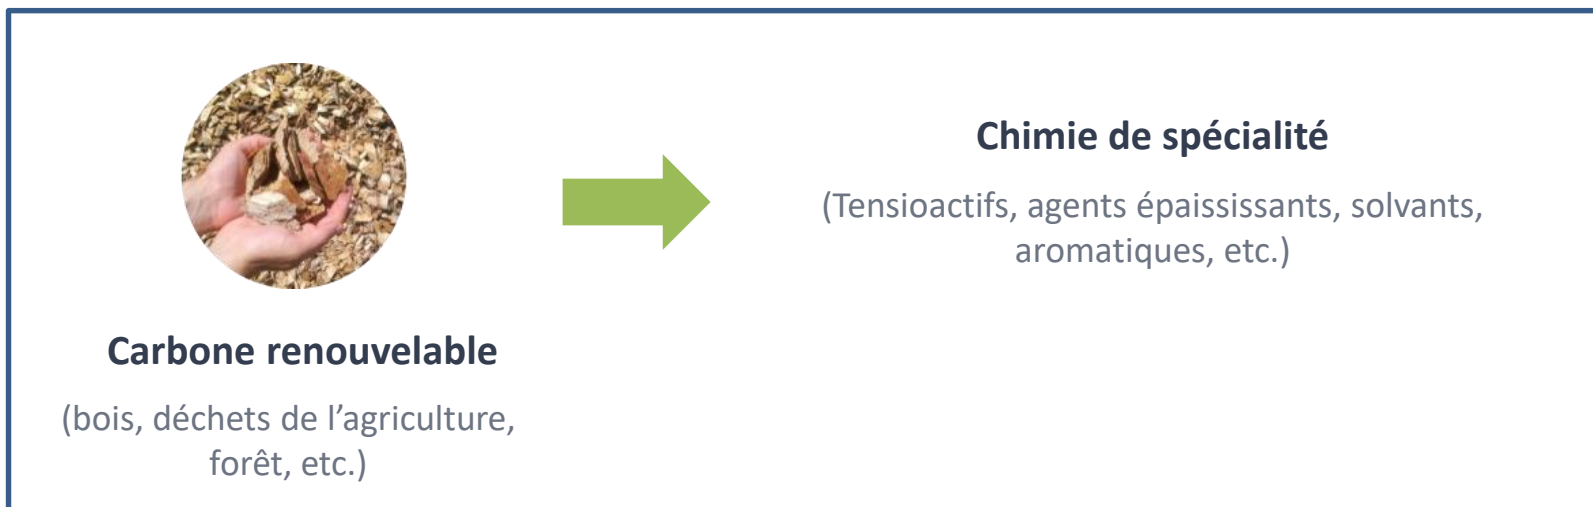 Carbone renouvelable
(bois, déchets de l’agriculture,
forêt, etc.)
Chimie de spécialité
(Tensioactifs, agents épaississants, solvants,
aromatiques, etc.)